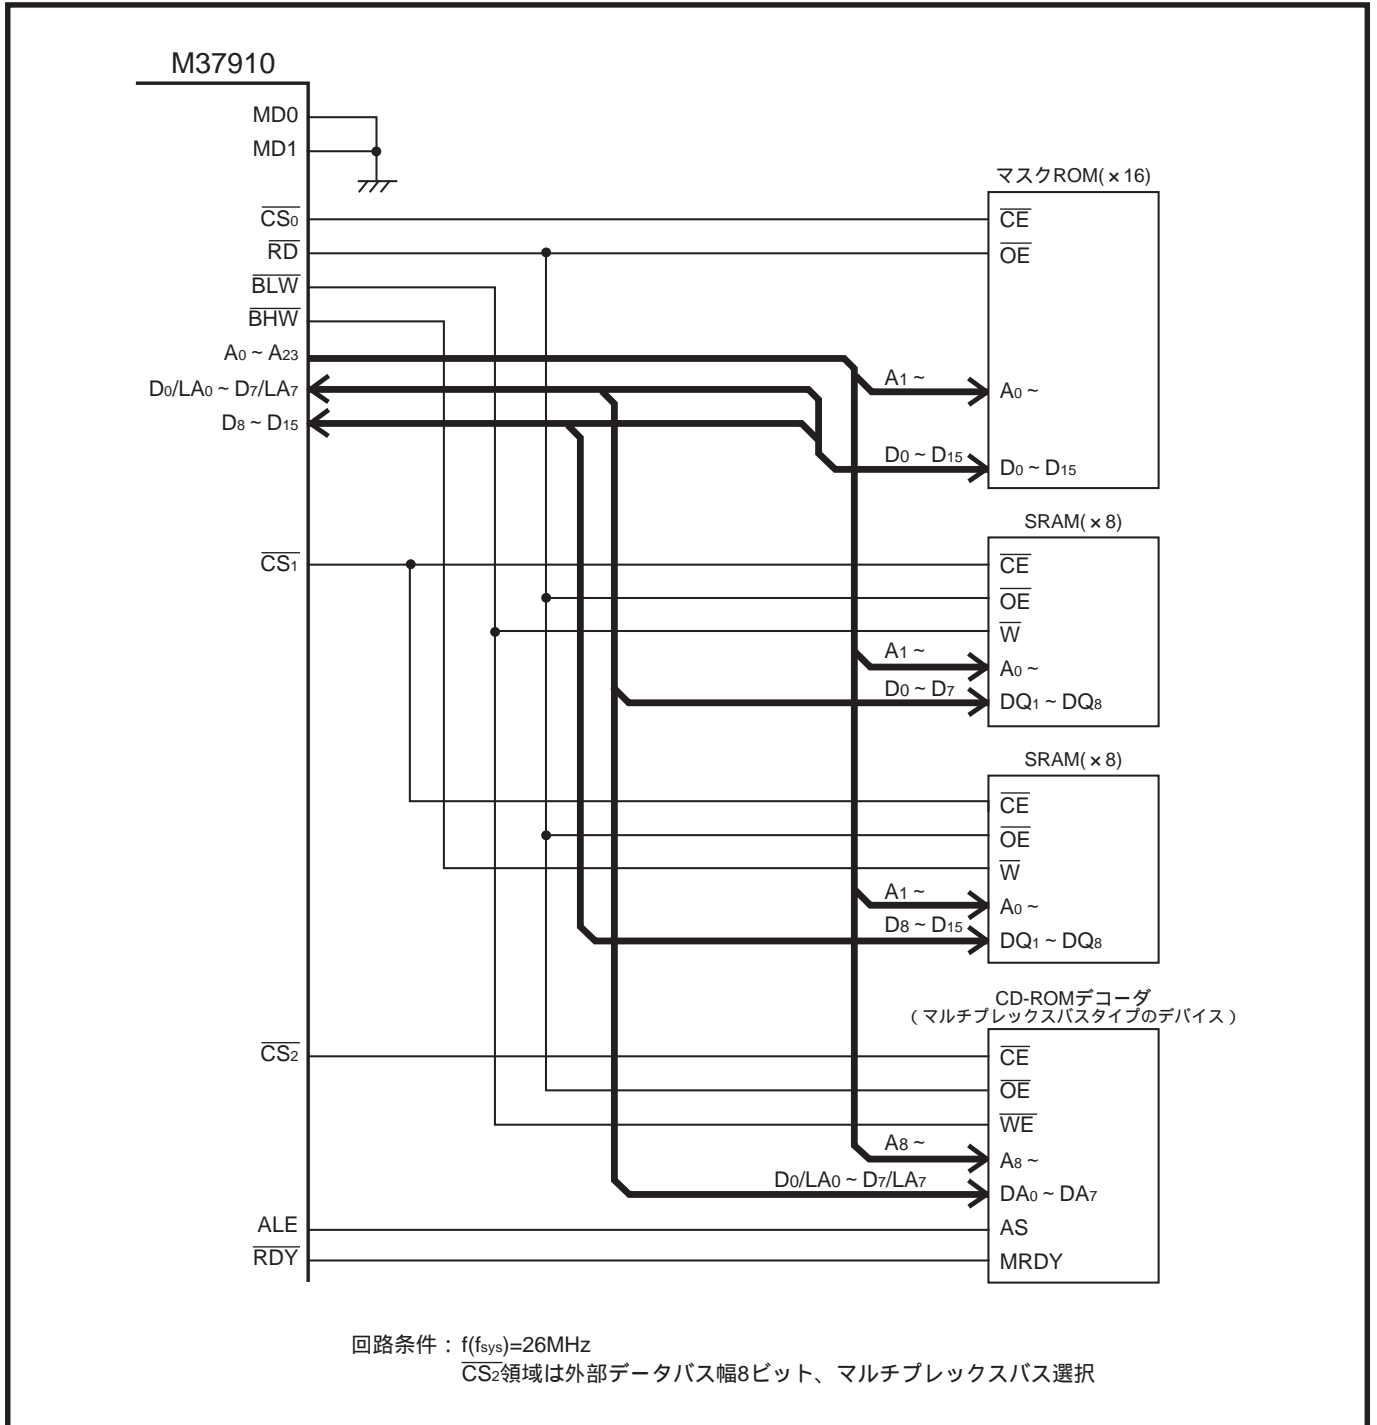 M37910
MD0
MD1
マスクROM(×16)
CS0
CE
RD
OE
BLW
BHW
A0 ~ A23
D0/LA0 ~ D7/LA7
A1 ~
A0 ~
D8 ~ D15
D0 ~ D15
D0 ~ D15
SRAM(×8)
CS1
CE
OE
W
A1 ~
A0 ~
D0 ~ D7
DQ1 ~ DQ8
SRAM(×8)
CE
OE
W
A1 ~
A0 ~
D8 ~ D15
DQ1 ~ DQ8
CD-ROMデコーダ
(マルチプレックスバスタイプのデバイス)
CS2
CE
OE
WE
A8 ~
A8 ~
D0/LA0 ~ D7/LA7
DA0 ~ DA7
ALE
AS
RDY
MRDY
回路条件：f(fsys)=26MHz
CS2領域は外部データバス幅8ビット、マルチプレックスバス選択